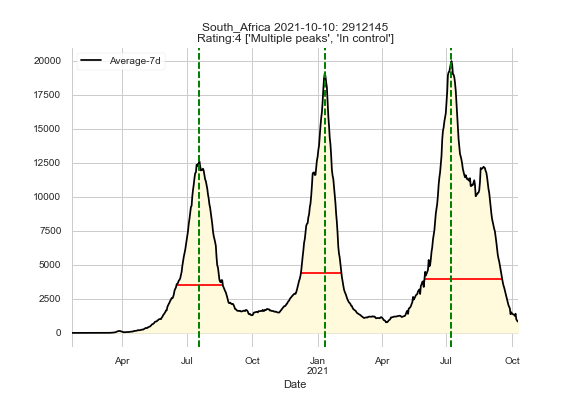 South_Africa 2021-10-10: 2912145
Rating:4 ['Multiple peaks', 'In control']
Average-7d
20000
17500
15000
12500
10000
7500
5000
2500
0
Apr Jul Oct Jan Apr Jul Oct
2021
Date